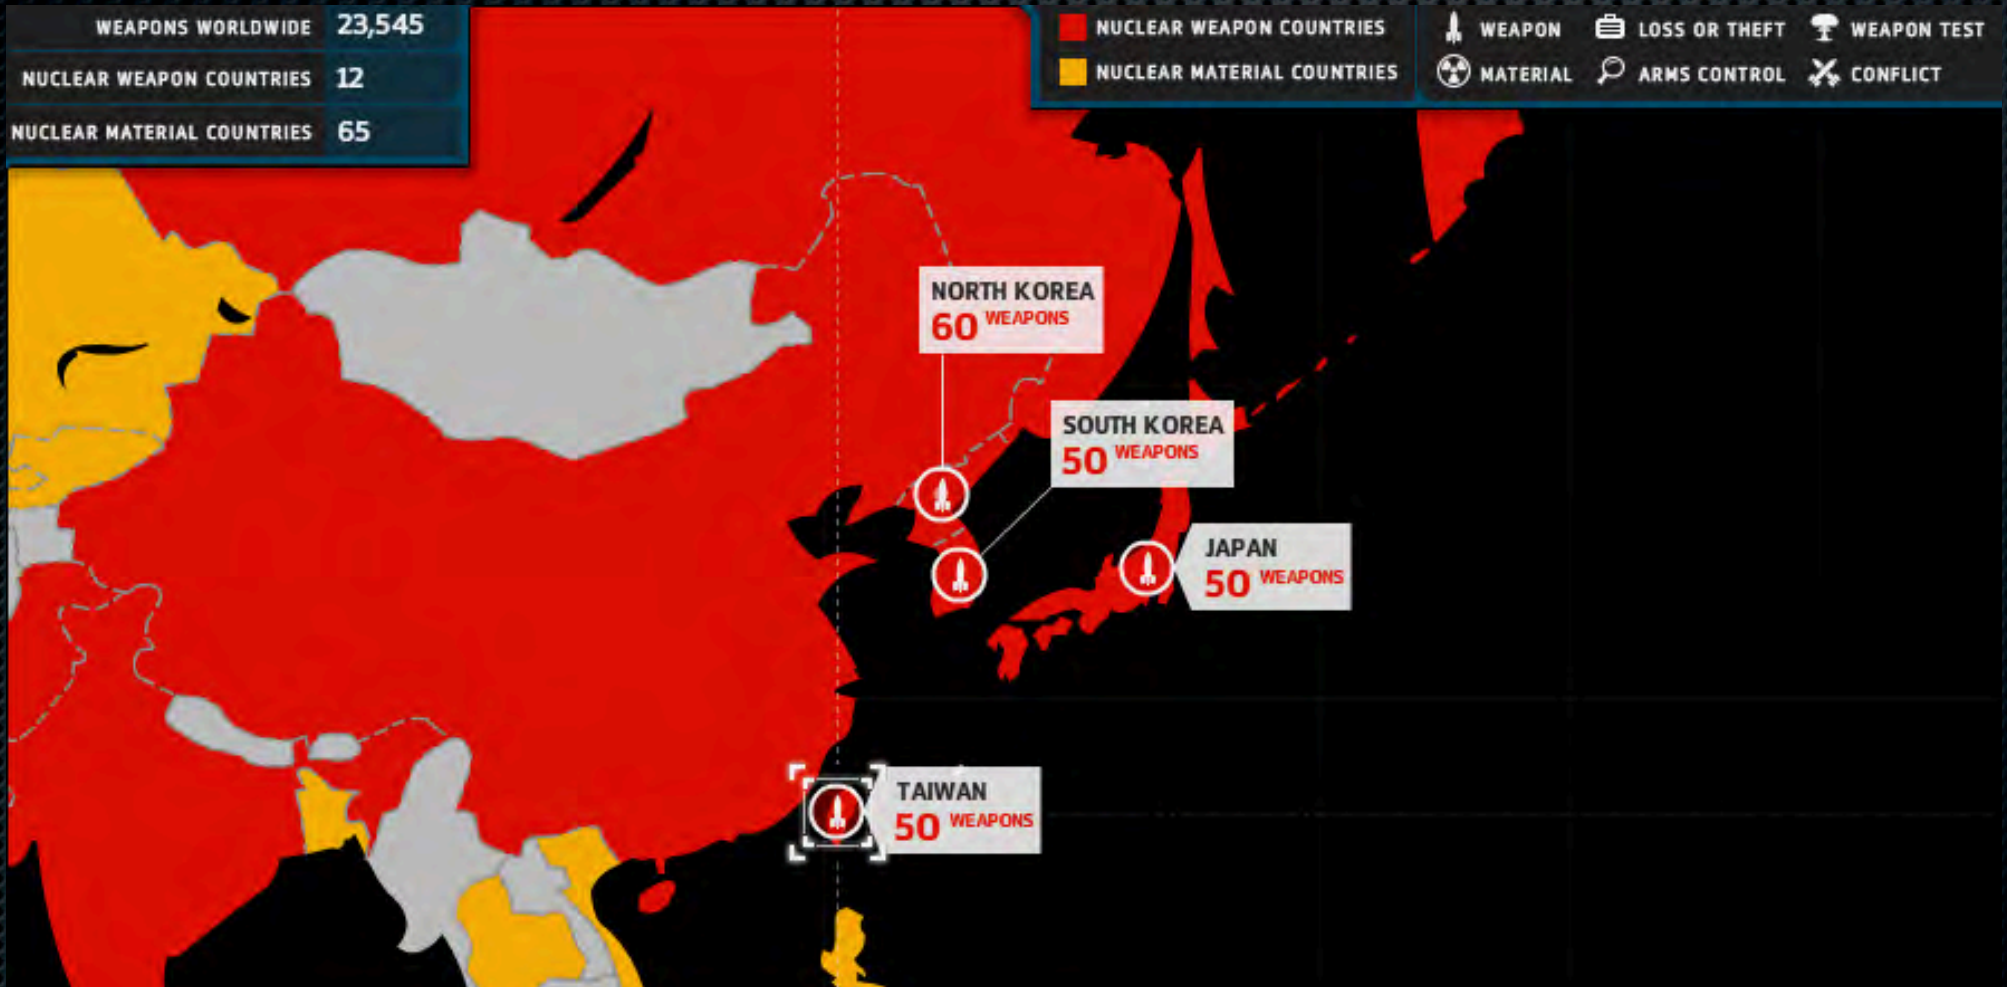 WEAPONS WORLDWIDE 23,545
NUCLEAR WEAPON COUNTRIES 12
NUCLEAR MATERIAL COUNTRIES 65
NUCLEAR WEAPON COUNTRIES
NUCLEAR MATERIAL COUNTRIES
WEAPON LOSS OR THEFT WEAPON TEST
MATERIAL ARMS CONTROL CONFLICT
NORTH KOREA
60 WEAPONS
SOUTH KOREA
50 WEAPONS
JAPAN
50 WEAPONS
TAIWAN
50 WEAPONS